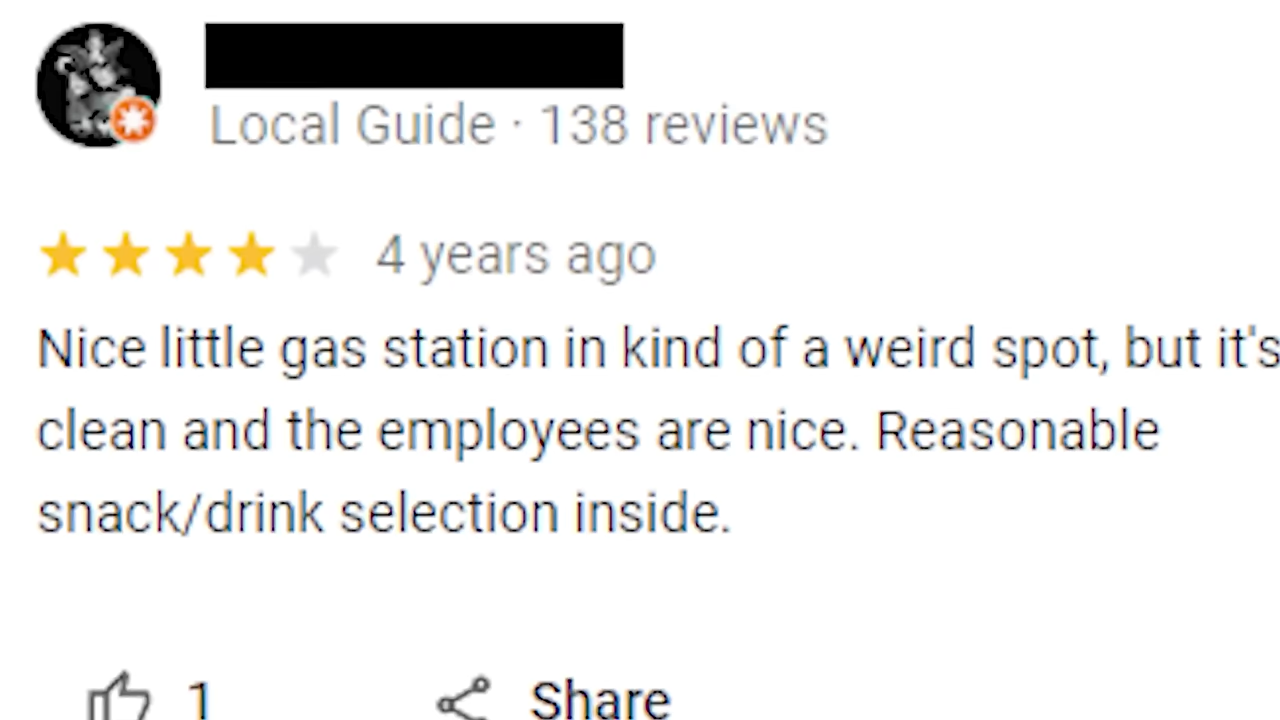 Local Guide · 138 reviews
4 years ago
Nice little gas station in kind of a weird spot, but it's
clean and the employees are nice. Reasonable
snack/drink selection inside.
1 Share